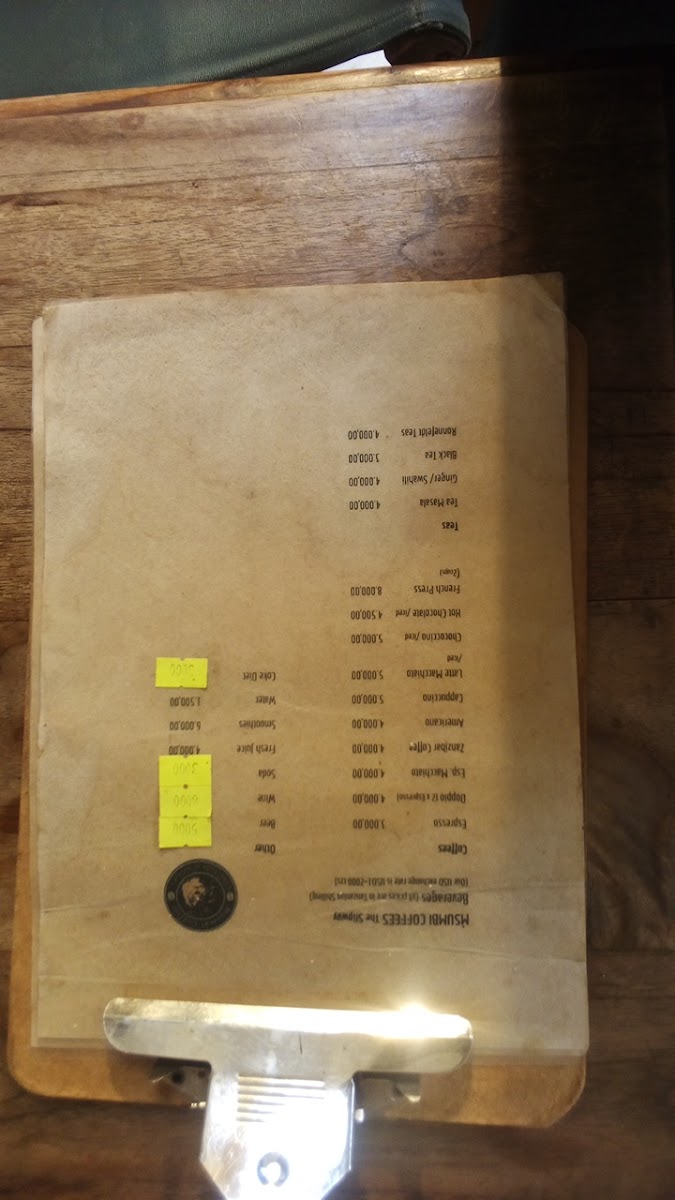 MSUMBI COFFEES The Slipway
Beverages (all prices are in Tanzanian Shilling)
(Our USD exchange rate is USD1=2000 tzs)
Coffees
Espresso 3.000,00
Doppio (2 x Espresso) 4.000,00
Esp. Macchiato 4.000,00
Zanzibar Coffee 4.000,00
Americano 4.000,00
Cappuccino 5.000,00
Latte Macchiato 5.000,00
/iced
Chococcino /iced 5.000,00
Hot Chocolate /iced 4.500,00
French Press 8.000,00
(2cups)
Teas
Tea Masala 4.000,00
Ginger / Swahili 4.000,00
Black Tea 3.000,00
Ronnefeldt Teas 4.000,00
Other
Beer 5000
Wine 6000
Soda 3000
Fresh juice 4.000,00
Smoothies 6.000,00
Water 1.500,00
Coke Diet